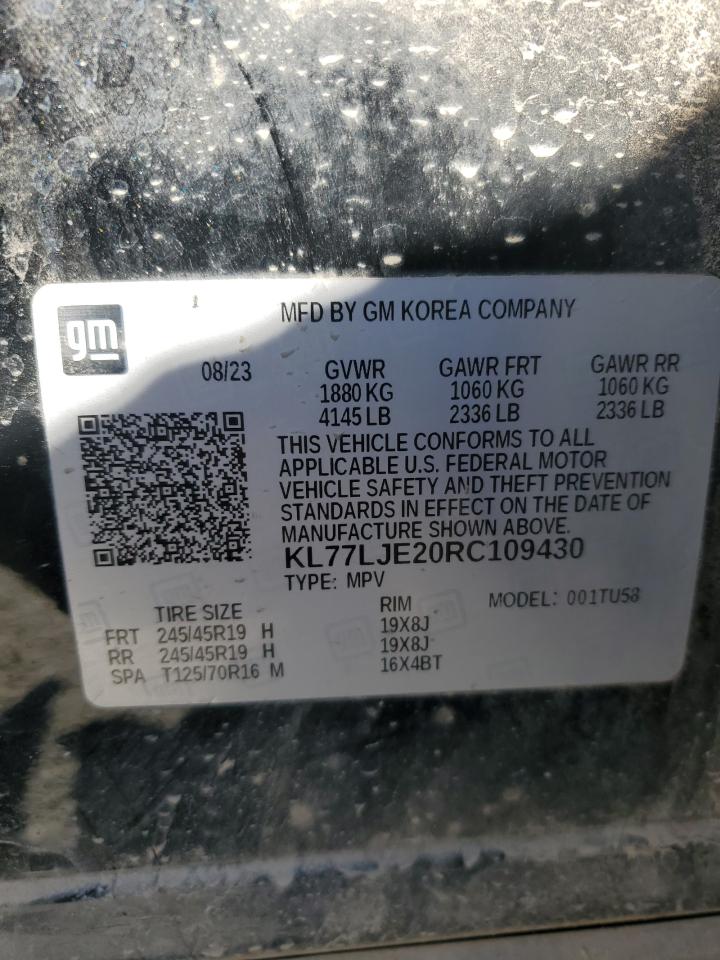 gm
MFD BY GM KOREA COMPANY
08/23 GVWR GAWR FRT GAWR RR
1880 KG 1060 KG 1060 KG
4145 LB 2336 LB 2336 LB
THIS VEHICLE CONFORMS TO ALL
APPLICABLE U.S. FEDERAL MOTOR
VEHICLE SAFETY AND THEFT PREVENTION
STANDARDS IN EFFECT ON THE DATE OF
MANUFACTURE SHOWN ABOVE.
KL77LJE20RC109430
TYPE: MPV
TIRE SIZE RIM MODEL: 001TU58
FRT 245/45R19 H 19X8J
RR 245/45R19 H 19X8J
SPA T125/70R16 M 16X4BT